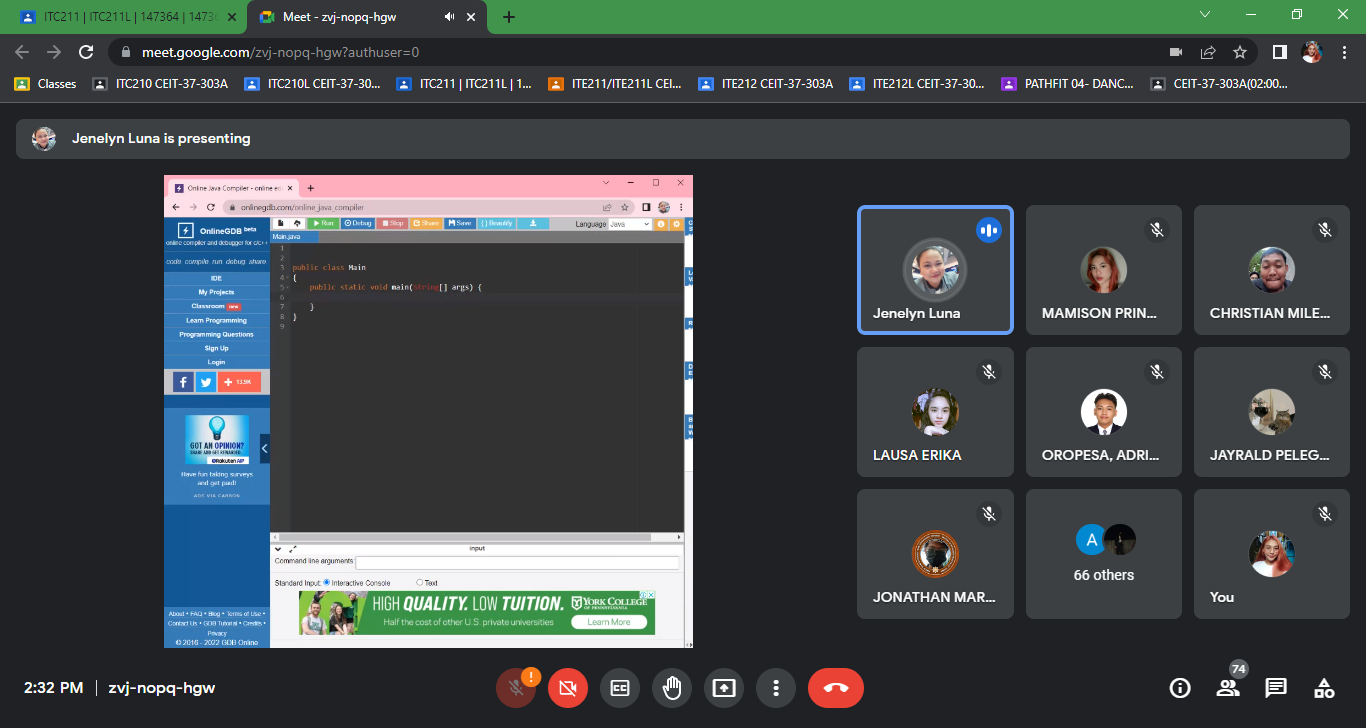 ITC211 | ITC211L | 147364 | 1473
Meet - zvj-nopq-hgw
meet.google.com/zvj-nopq-hgw?authuser=0
Classes
ITC210 CEIT-37-303A
ITC210L CEIT-37-30...
ITC211 | ITC211L | 1...
ITE211/ITE211L CEI...
ITE212 CEIT-37-303A
ITE212L CEIT-37-30...
PATHFIT 04- DANC...
CEIT-37-303A(02:00...
Jenelyn Luna is presenting
Online Java Compiler - online edi
onlinegdb.com/online_java_compiler
OnlineGDB beta
online compiler and debugger for c/c++
code. compile. run. debug. share.
IDE
My Projects
Classroom new
Learn Programming
Programming Questions
Sign Up
Login
13.9K
GOT AN OPINION?
SHARE AND GET REWARDED.
Rakuten AIP
Have fun taking surveys
and get paid!
ADS VIA CARBON
About • FAQ • Blog • Terms of Use •
Contact Us • GDB Tutorial • Credits •
Privacy
© 2016 - 2022 GDB Online
Run
Debug
Stop
Share
Save
{ } Beautify
Language
Java
Main.java
1
2
3 public class Main
4 {
5 public static void main(String[] args) {
6
7 }
8 }
9
input
Command line arguments:
Standard Input:
Interactive Console
Text
HIGH QUALITY. LOW TUITION.
Half the cost of other U.S. private universities
YORK COLLEGE
OF PENNSYLVANIA
Learn More
Jenelyn Luna
MAMISON PRIN...
CHRISTIAN MILE...
LAUSA ERIKA
OROPESA, ADRI...
JAYRALD PELEG...
JONATHAN MAR...
A
66 others
You
2:32 PM | zvj-nopq-hgw
74